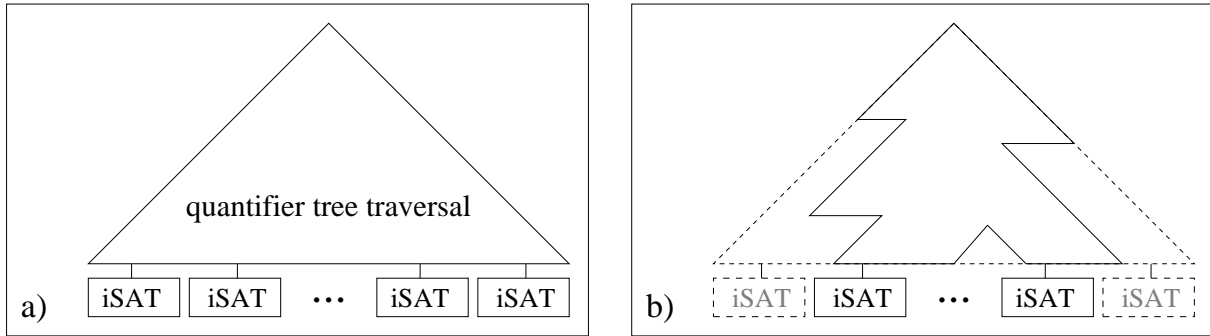 quantifier tree traversal
a) iSAT iSAT ... iSAT iSAT
b) iSAT iSAT ... iSAT iSAT